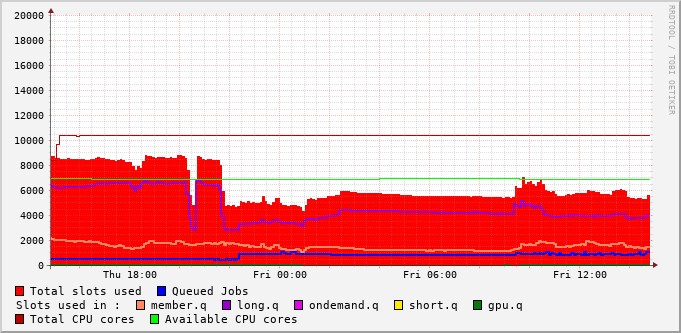 20000
18000
16000
14000
12000
10000
8000
6000
4000
2000
0
Thu 18:00 Fri 00:00 Fri 06:00 Fri 12:00
RRDTOOL / TOBI OETIKER
Total slots used Queued Jobs
Slots used in : member.q long.q ondemand.q short.q gpu.q
Total CPU cores Available CPU cores